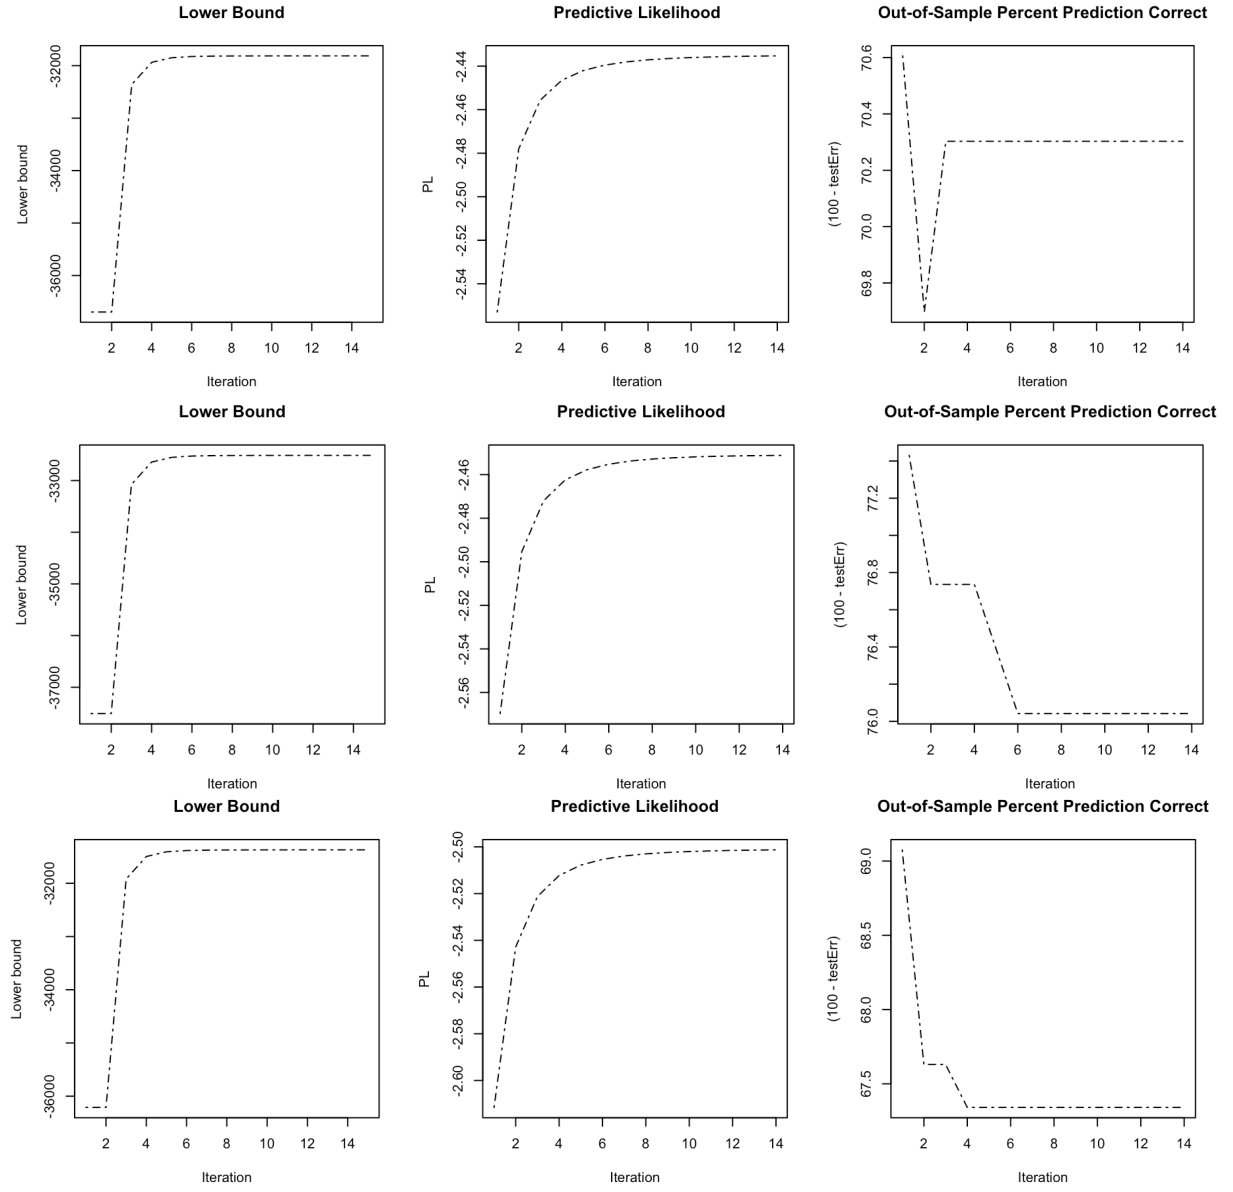 Lower Bound
Lower bound
-36000
-34000
-32000
2 4 6 8 10 12 14
Iteration
Predictive Likelihood
PL
-2.54
-2.52
-2.50
-2.48
-2.46
-2.44
2 4 6 8 10 12 14
Iteration
Out-of-Sample Percent Prediction Correct
(100 - testErr)
69.8
70.0
70.2
70.4
70.6
2 4 6 8 10 12 14
Iteration
Lower Bound
Lower bound
-37000
-35000
-33000
2 4 6 8 10 12 14
Iteration
Predictive Likelihood
PL
-2.56
-2.54
-2.52
-2.50
-2.48
-2.46
2 4 6 8 10 12 14
Iteration
Out-of-Sample Percent Prediction Correct
(100 - testErr)
76.0
76.4
76.8
77.2
2 4 6 8 10 12 14
Iteration
Lower Bound
Lower bound
-36000
-34000
-32000
2 4 6 8 10 12 14
Iteration
Predictive Likelihood
PL
-2.60
-2.58
-2.56
-2.54
-2.52
-2.50
2 4 6 8 10 12 14
Iteration
Out-of-Sample Percent Prediction Correct
(100 - testErr)
67.5
68.0
68.5
69.0
2 4 6 8 10 12 14
Iteration